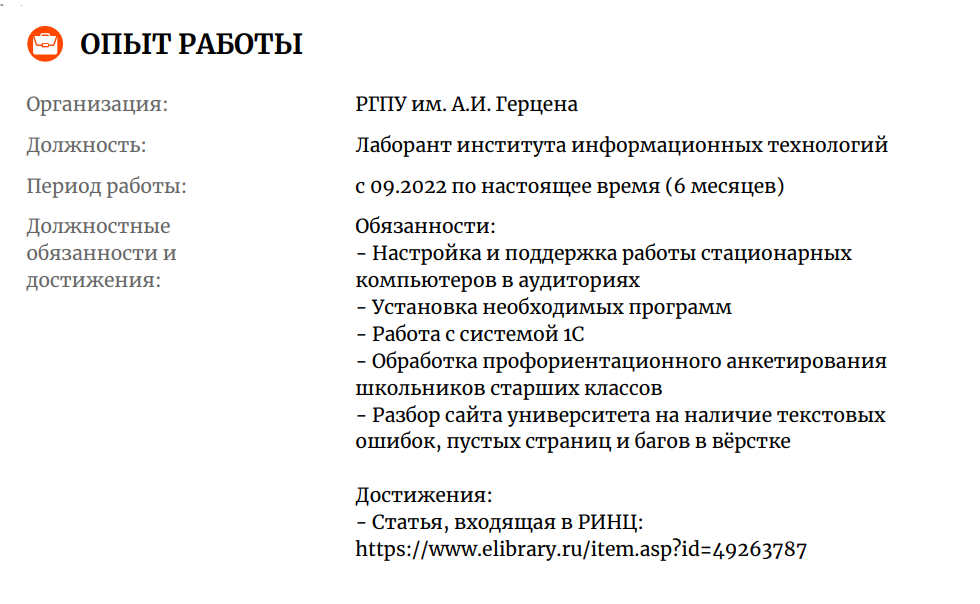 ОПЫТ РАБОТЫ
Организация: РГПУ им. А.И. Герцена
Должность: Лаборант института информационных технологий
Период работы: с 09.2022 по настоящее время (6 месяцев)
Должностные
обязанности и
достижения:
Обязанности:
– Настройка и поддержка работы стационарных
компьютеров в аудиториях
– Установка необходимых программ
– Работа с системой 1С
– Обработка профориентационного анкетирования
школьников старших классов
– Разбор сайта университета на наличие текстовых
ошибок, пустых страниц и багов в вёрстке
Достижения:
– Статья, входящая в РИНЦ:
https://www.elibrary.ru/item.asp?id=49263787